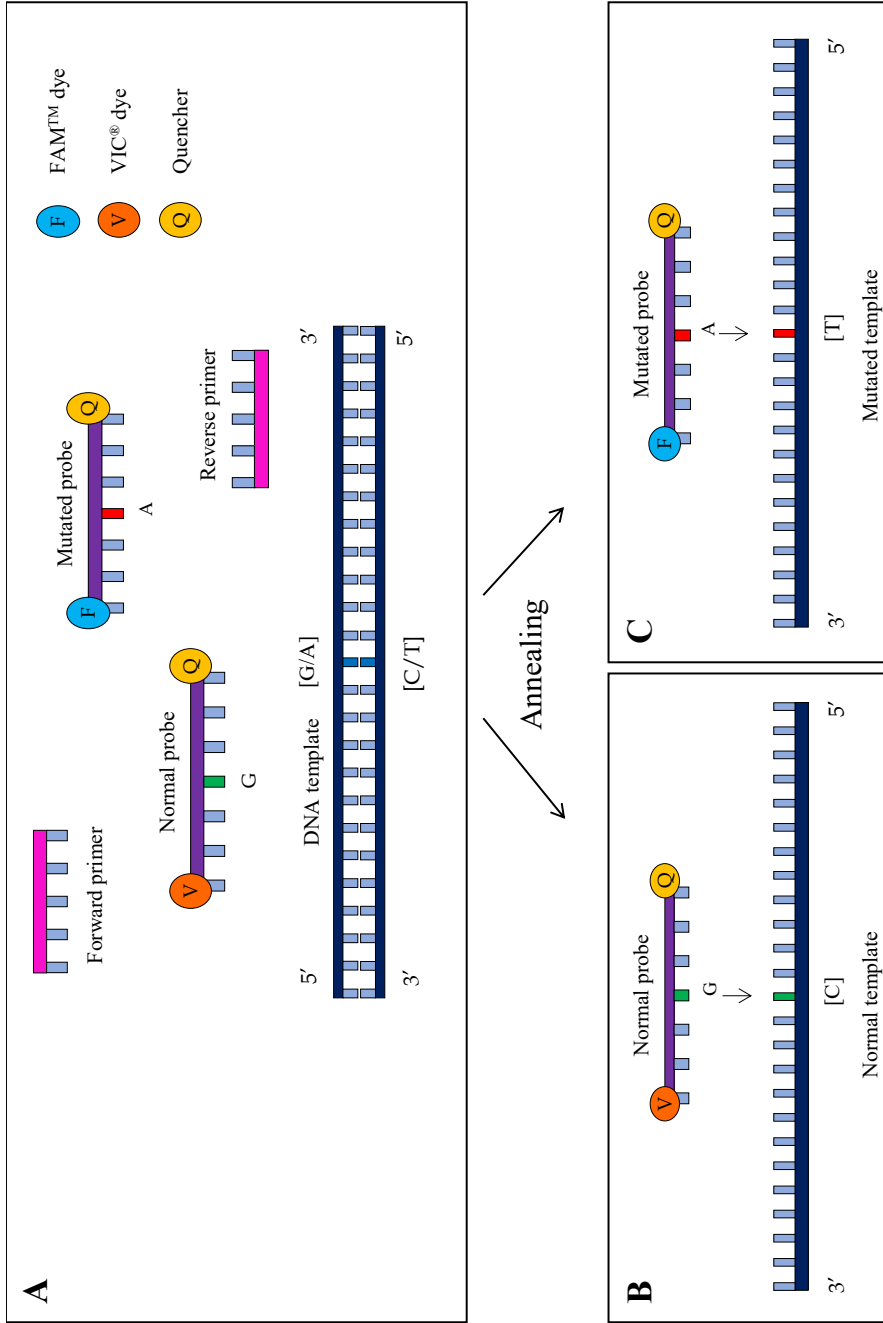 A
Forward primer
Normal probe
V
Q
G
Mutated probe
F
Q
A
Reverse primer
F
FAM™ dye
V
VIC® dye
Q
Quencher
DNA template
5′
[G/A]
3′
3′
[C/T]
5′
Annealing
B
Normal probe
V
Q
G
[C]
3′
5′
Normal template
C
Mutated probe
F
Q
A
[T]
3′
5′
Mutated template